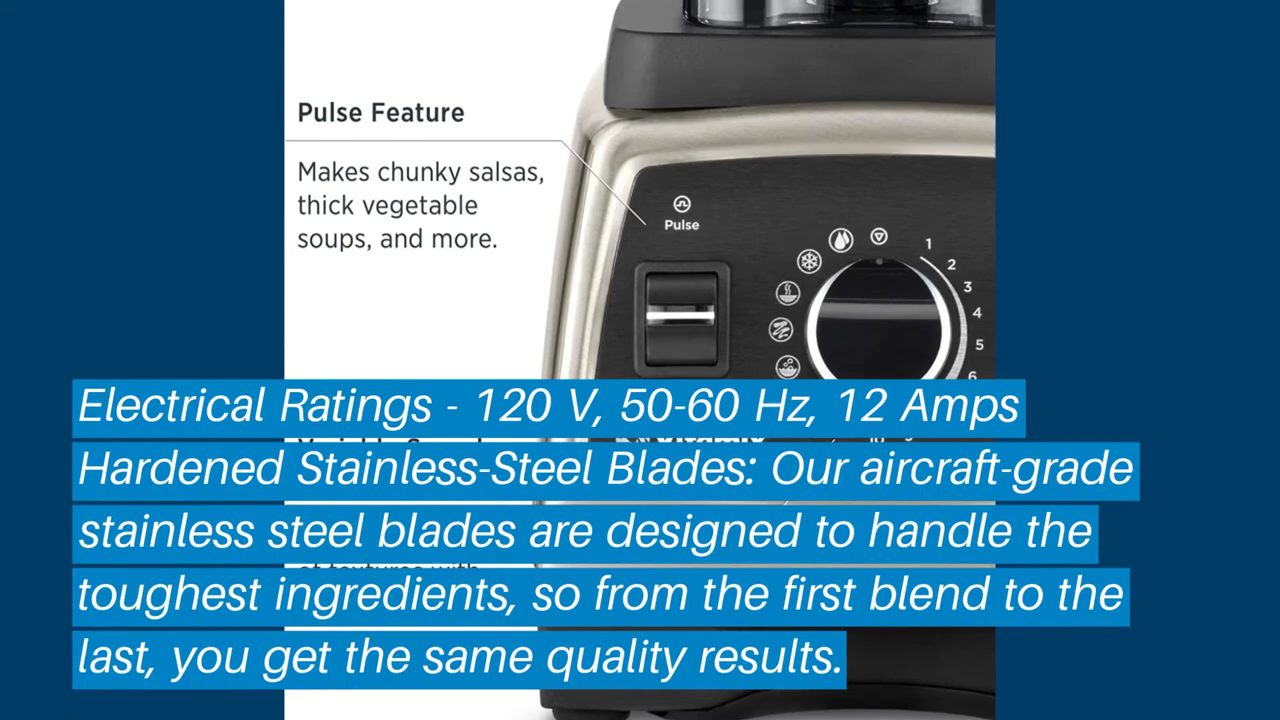 Pulse Feature
Makes chunky salsas,
thick vegetable
soups, and more.
Pulse
1
2
3
4
5
6
Electrical Ratings - 120 V, 50-60 Hz, 12 Amps
Hardened Stainless-Steel Blades: Our aircraft-grade
stainless steel blades are designed to handle the
toughest ingredients, so from the first blend to the
last, you get the same quality results.